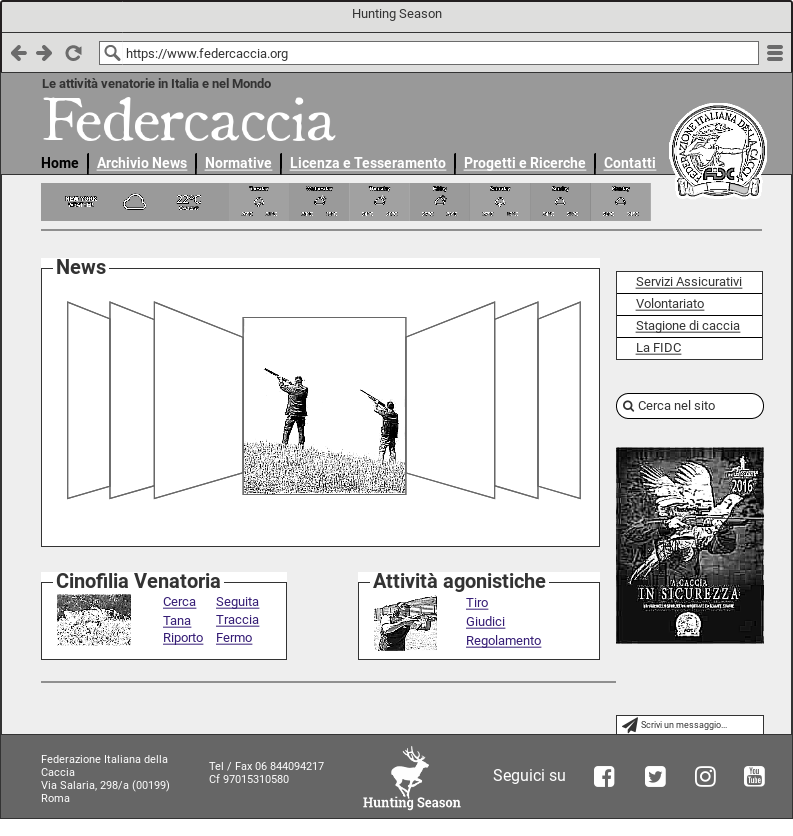 Hunting Season
https://www.federcaccia.org
Le attività venatorie in Italia e nel Mondo
Federcaccia
Home Archivio News Normative Licenza e Tesseramento Progetti e Ricerche Contatti
FEDERAZIONE ITALIANA DELLA CACCIA
FIDC
News
Servizi Assicurativi
Volontariato
Stagione di caccia
La FIDC
Cerca nel sito
2016
A CACCIA
IN SICUREZZA
Cinofilia Venatoria
Cerca Seguita
Tana Traccia
Riporto Fermo
Attività agonistiche
Tiro
Giudici
Regolamento
Scrivi un messaggio...
Federazione Italiana della
Caccia
Via Salaria, 298/a (00199)
Roma
Tel / Fax 06 844094217
Cf 97015310580
Hunting Season
Seguici su
You
Tube